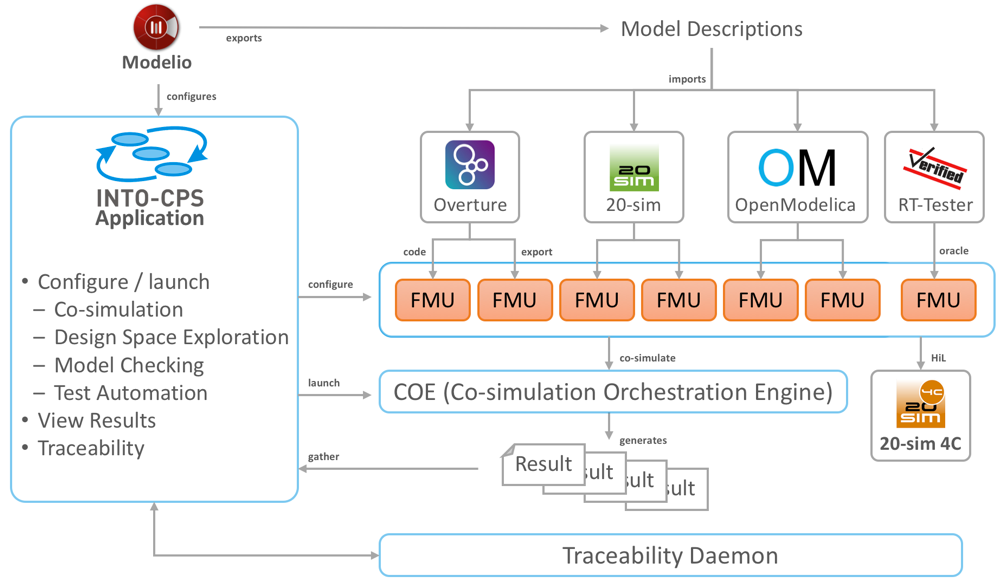 exports
Model Descriptions
Modelio
imports
configures
INTO-CPS
Application
Verified
20
SIM
OM
Overture
20-sim
OpenModelica
RT-Tester
code
export
oracle
• Configure / launch
– Co-simulation
– Design Space Exploration
– Model Checking
– Test Automation
• View Results
• Traceability
configure
FMU
FMU
FMU
FMU
FMU
FMU
FMU
co-simulate
HiL
launch
COE (Co-simulation Orchestration Engine)
4C
20
SIM
20-sim 4C
generates
gather
Result
sult
sult
sult
Traceability Daemon